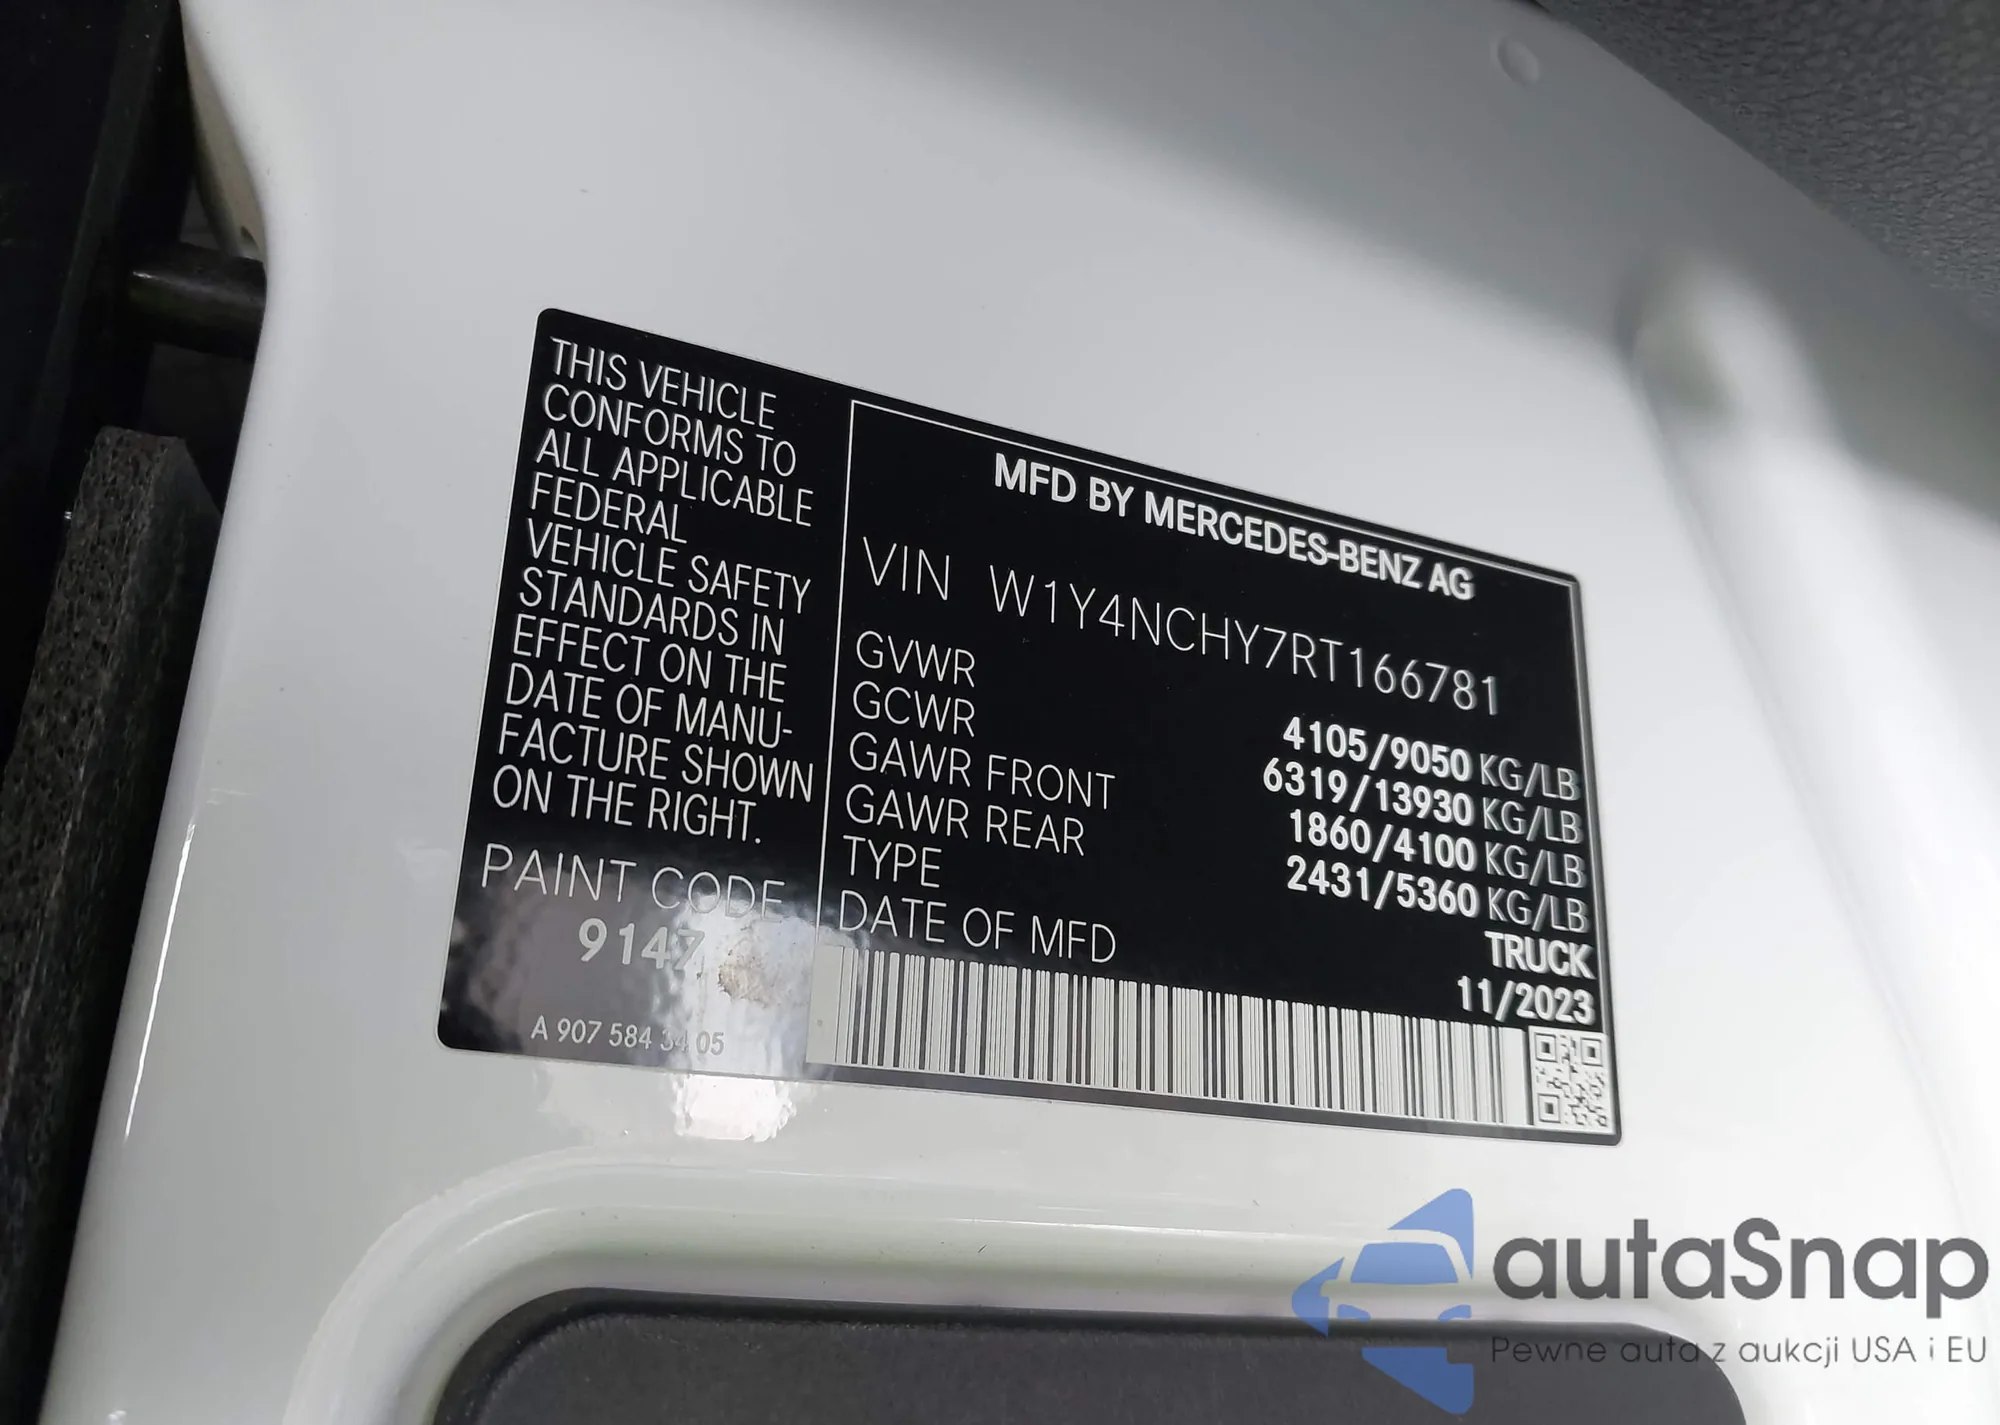 THIS VEHICLE
CONFORMS TO
ALL APPLICABLE
FEDERAL
VEHICLE SAFETY
STANDARDS IN
EFFECT ON THE
DATE OF MANU-
FACTURE SHOWN
ON THE RIGHT.
PAINT CODE
9147
A 907 584 34 05
MFD BY MERCEDES-BENZ AG
VIN W1Y4NCHY7RT166781
GVWR 4105/9050 KG/LB
GCWR 6319/13930 KG/LB
GAWR FRONT 1860/4100 KG/LB
GAWR REAR 2431/5360 KG/LB
TYPE TRUCK
DATE OF MFD 11/2023
autaSnap
Pewne auta z aukcji USA i EU